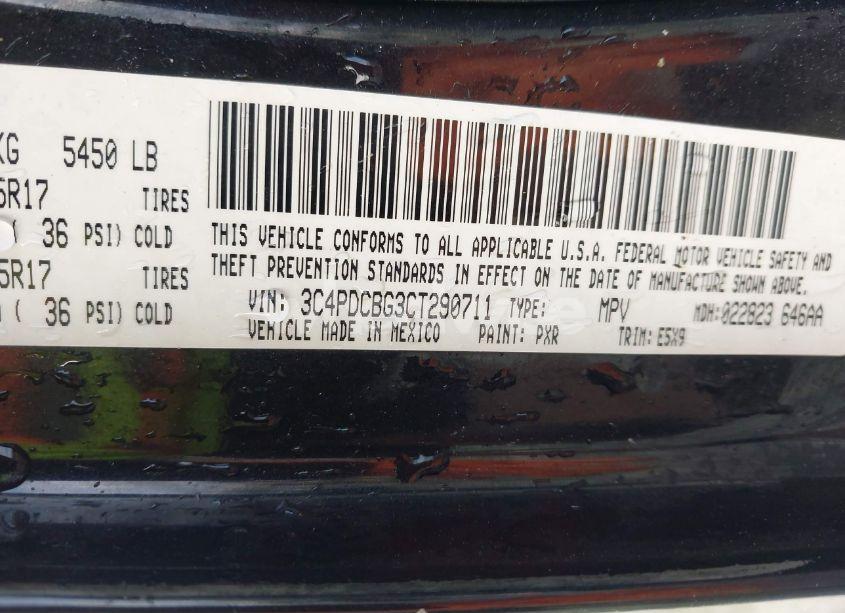 KG 5450 LB
5R17 TIRES
( 36 PSI) COLD
5R17 TIRES
( 36 PSI) COLD
THIS VEHICLE CONFORMS TO ALL APPLICABLE U.S.A. FEDERAL MOTOR VEHICLE SAFETY AND
THEFT PREVENTION STANDARDS IN EFFECT ON THE DATE OF MANUFACTURE SHOWN ABOVE.
VIN: 3C4PDCBG3CT290711 TYPE: MPV MDH:022823 646AA
VEHICLE MADE IN MEXICO PAINT: PXR TRIM: E5X9